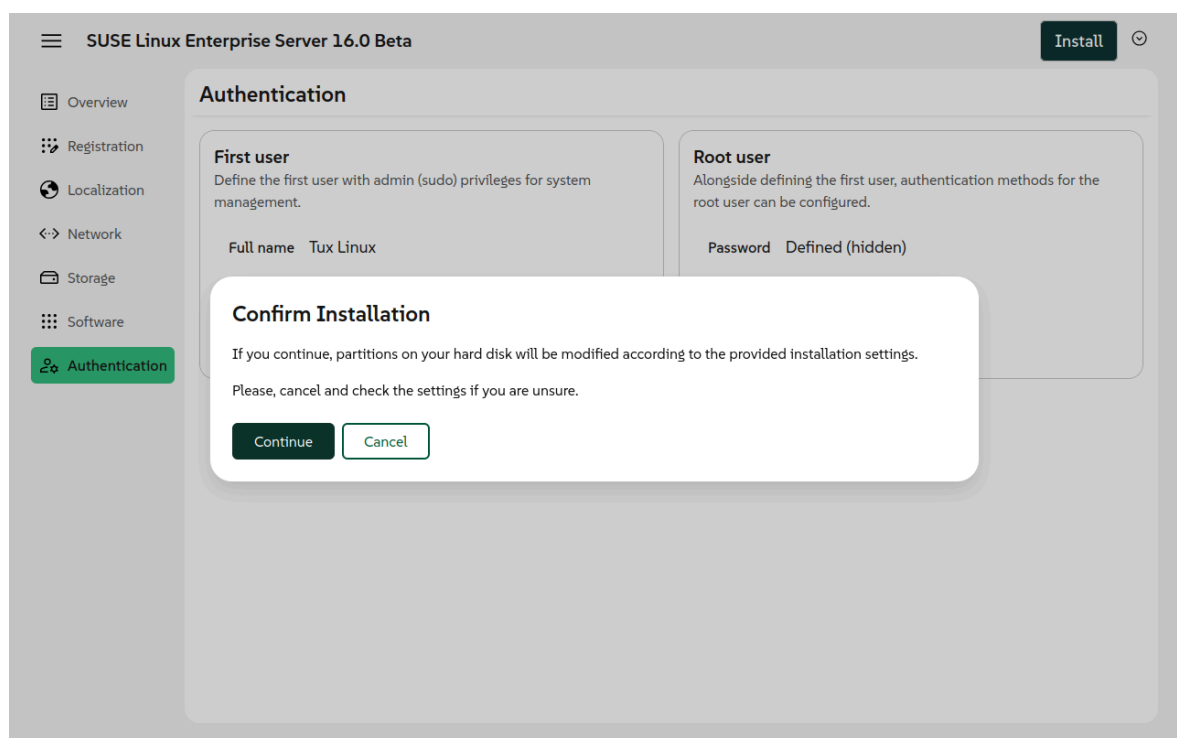 SUSE Linux Enterprise Server 16.0 Beta
Install
Overview
Registration
Localization
Network
Storage
Software
Authentication
Authentication
First user
Define the first user with admin (sudo) privileges for system
management.
Full name Tux Linux
Root user
Alongside defining the first user, authentication methods for the
root user can be configured.
Password Defined (hidden)
Confirm Installation
If you continue, partitions on your hard disk will be modified according to the provided installation settings.
Please, cancel and check the settings if you are unsure.
Continue
Cancel